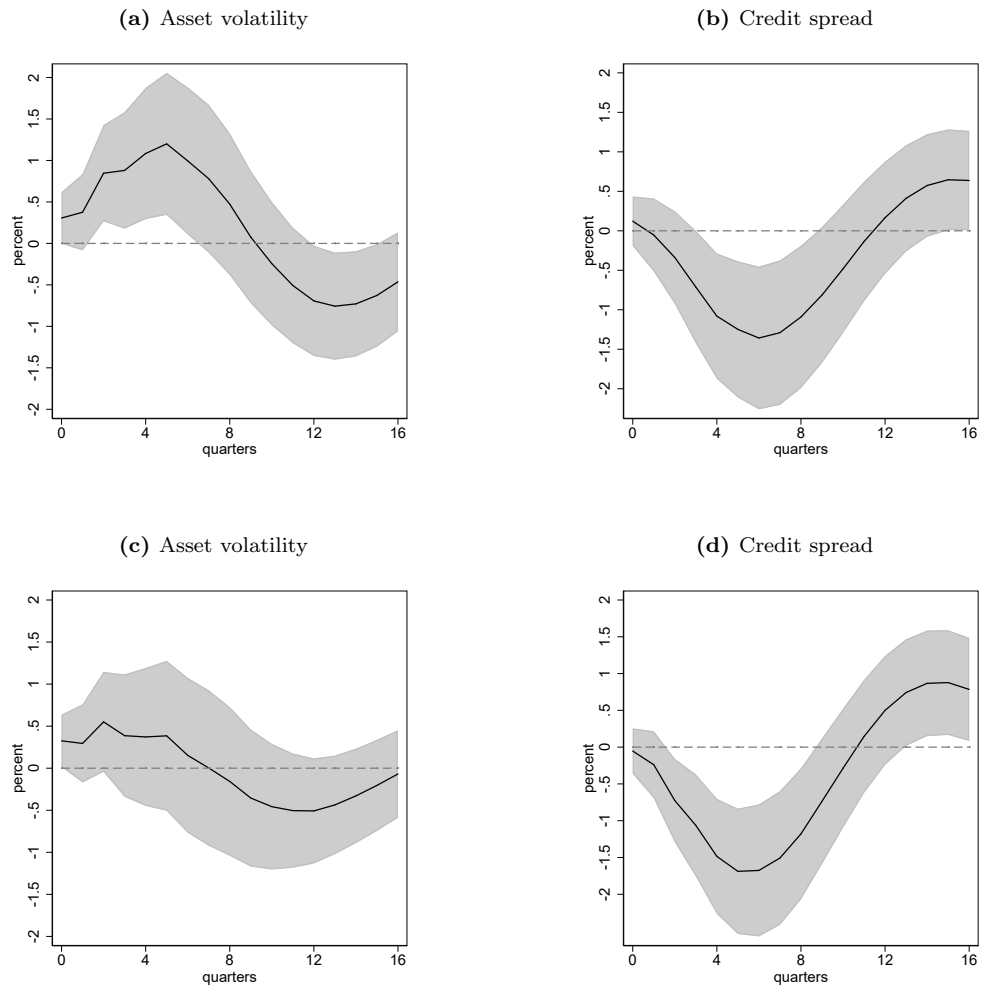 (a) Asset volatility
(b) Credit spread
percent
2
1.5
1
.5
0
-.5
-1
-1.5
-2
0 4 8 12 16
quarters
percent
2
1.5
1
.5
0
-.5
-1
-1.5
-2
0 4 8 12 16
quarters
(c) Asset volatility
(d) Credit spread
percent
2
1.5
1
.5
0
-.5
-1
-1.5
-2
0 4 8 12 16
quarters
percent
2
1.5
1
.5
0
-.5
-1
-1.5
-2
0 4 8 12 16
quarters